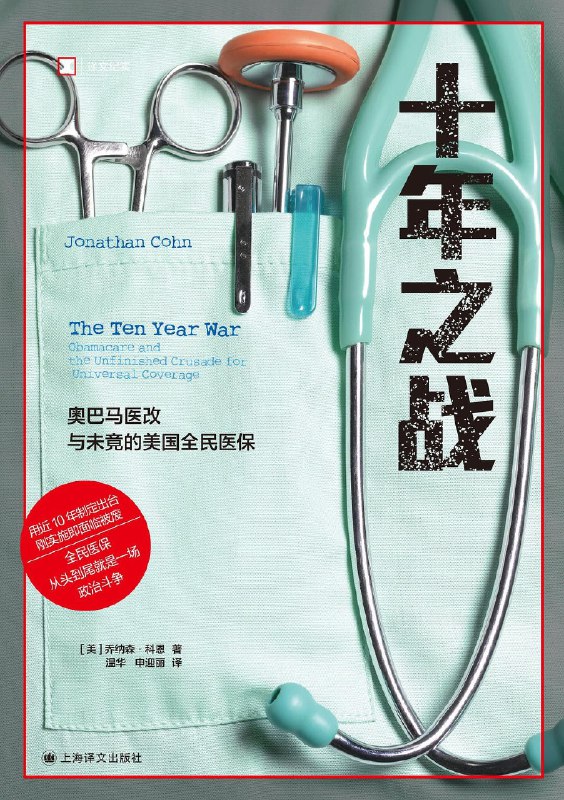 十年之战
Jonathan Cohn
The Ten Year War
Obamacare and
the Unfinished Crusade for
Universal Coverage
奥巴马医改
与未竟的美国全民医保
用近10年制定出台
刚实施即面临被废
全民医保
从头到尾就是一场
政治斗争
[美] 乔纳森·科恩 著
温华 申迎丽 译
上海译文出版社